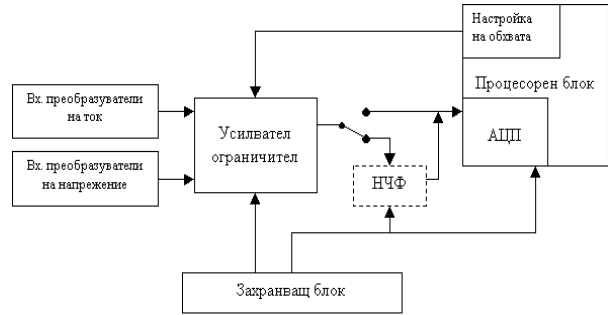 Настройка
на обхвата
Процесорен блок
Вх. преобразуватели
на ток
Усилвател
ограничител
АЦП
Вх. преобразуватели
на напрежение
НЧФ
Захранващ блок